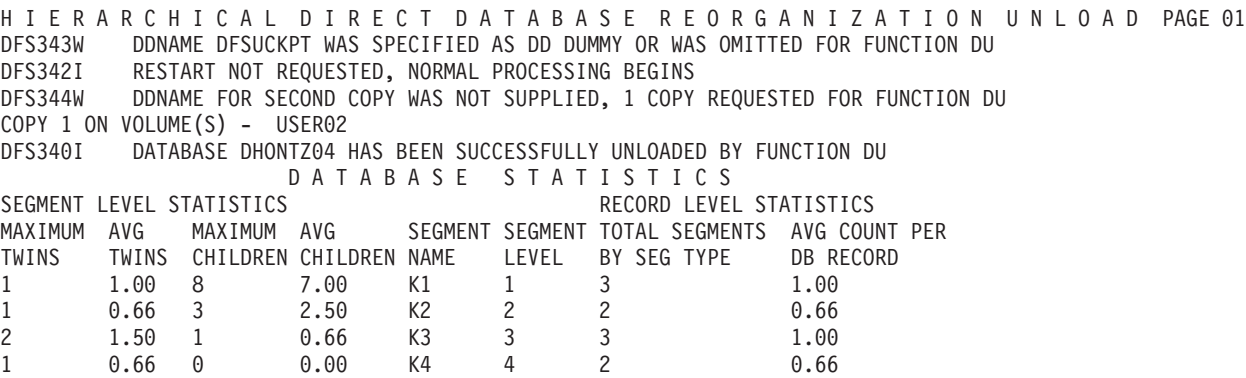 H I E R A R C H I C A L  D I R E C T  D A T A B A S E  R E O R G A N I Z A T I O N  U N L O A D  PAGE 01
DFS343W DDNAME DFSUCKPT WAS SPECIFIED AS DD DUMMY OR WAS OMITTED FOR FUNCTION DU
DFS342I RESTART NOT REQUESTED, NORMAL PROCESSING BEGINS
DFS344W DDNAME FOR SECOND COPY WAS NOT SUPPLIED, 1 COPY REQUESTED FOR FUNCTION DU
COPY 1 ON VOLUME(S) - USER02
DFS340I DATABASE DHONTZ04 HAS BEEN SUCCESSFULLY UNLOADED BY FUNCTION DU
D A T A B A S E  S T A T I S T I C S
SEGMENT LEVEL STATISTICS RECORD LEVEL STATISTICS
MAXIMUM AVG MAXIMUM AVG SEGMENT SEGMENT TOTAL SEGMENTS AVG COUNT PER
TWINS TWINS CHILDREN CHILDREN NAME LEVEL BY SEG TYPE DB RECORD
1 1.00 8 7.00 K1 1 3 1.00
1 0.66 3 2.50 K2 2 2 0.66
2 1.50 1 0.66 K3 3 3 1.00
1 0.66 0 0.00 K4 4 2 0.66